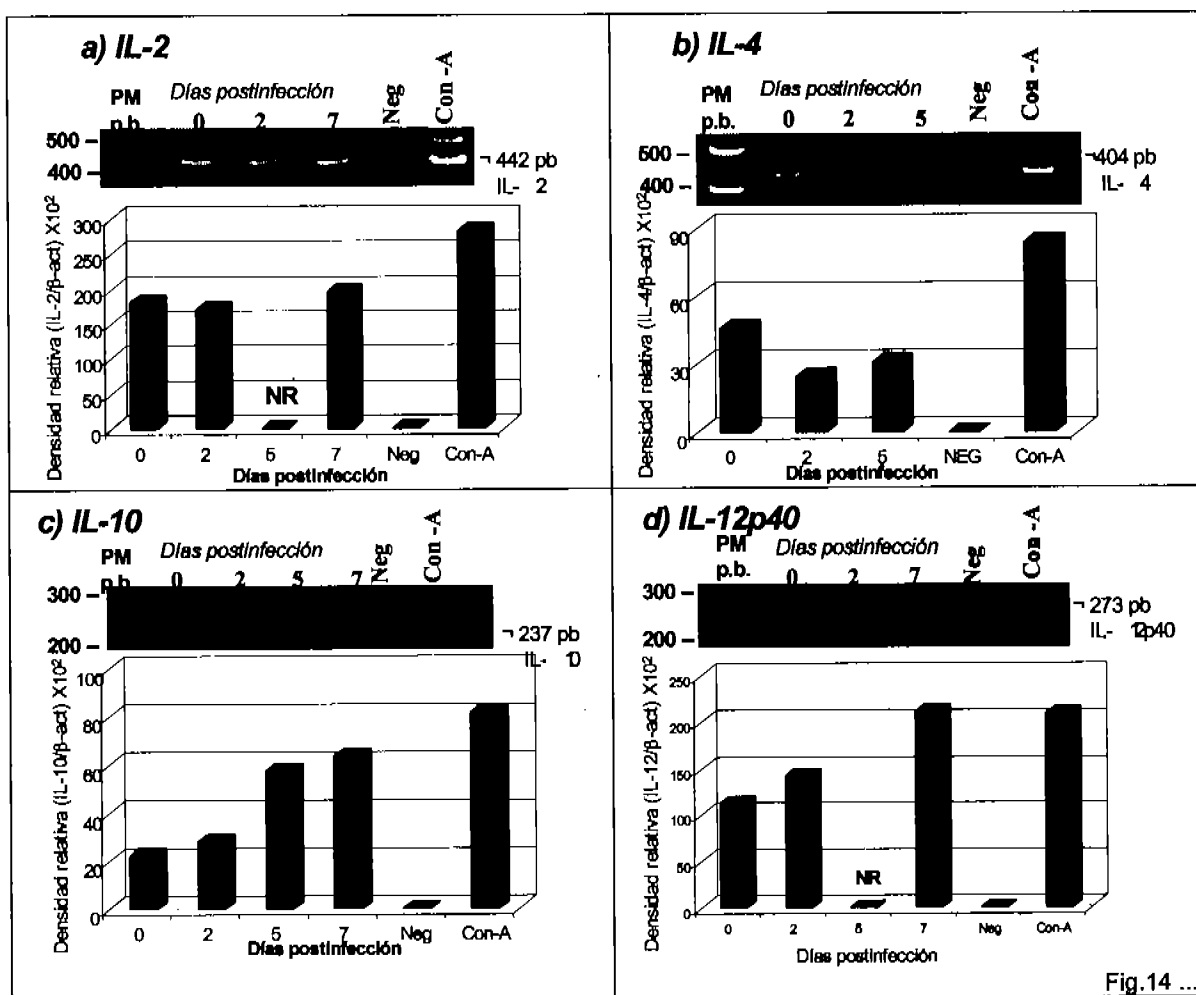 a) IL-2
PM
p.b.
Días postinfección
0 2 7 Neg Con -A
500 –
400 –
¬ 442 pb
IL- 2
Densidad relativa (IL-2/β-act) X10²
300
250
200
150
100
50
0
NR
0 2 5 7 Neg Con-A
Días postinfección
b) IL-4
PM
p.b.
Días postinfección
0 2 5 Neg Con -A
500 –
400 –
¬404 pb
IL- 4
Densidad relativa (IL-4/β-act) X10²
90
60
30
0
0 2 5 NEG Con-A
Días postinfección
c) IL-10
PM
p.b.
Días postinfección
0 2 5 7 Neg Con -A
300 –
200 –
¬ 237 pb
IL- 10
Densidad relativa (IL-10/β-act) X10²
100
80
60
40
20
0
0 2 5 7 Neg Con-A
Días postinfección
d) IL-12p40
PM
p.b.
Días postinfección
0 2 7 Neg Con -A
300 –
200 –
¬ 273 pb
IL- 12p40
Densidad relativa (IL-12/β-act) X10²
250
200
150
100
50
0
NR
0 2 5 7 Neg Con-A
Días postinfección
Fig.14 ...